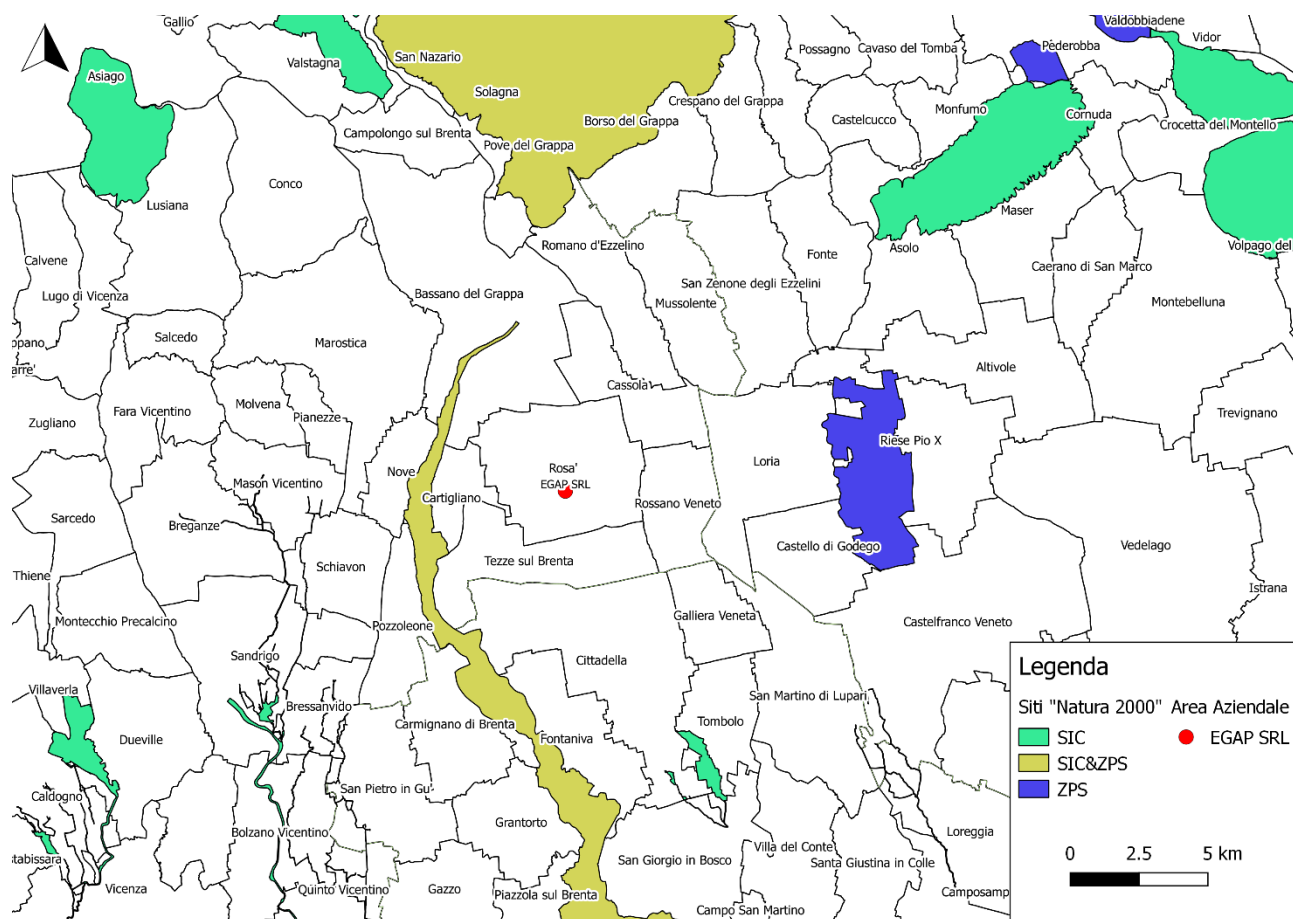 Gallio
Asiago
Valstagna
San Nazario
Solagna
Possagno
Cavaso del Tomba
Pederobba
Valdobbiadene
Vidor
Crespano del Grappa
Borso del Grappa
Campolongo sul Brenta
Pove del Grappa
Castelcucco
Monfumo
Cornuda
Crocetta del Montello
Conco
Lusiana
Maser
Romano d'Ezzelino
Fonte
Asolo
Volpago del
Calvene
Lugo di Vicenza
Caerano di San Marco
San Zenone degli Ezzelini
Bassano del Grappa
Mussolente
Montebelluna
Salcedo
Marostica
oppano
arre'
Altivole
Cassola
Molvena
Pianezze
Fara Vicentino
Zugliano
Trevignano
Riese Pio X
Loria
Nove
Rosa'
EGAP SRL
Mason Vicentino
Cartigliano
Rossano Veneto
Sarcedo
Breganze
Castello di Godego
Vedelago
Tezze sul Brenta
Schiavon
Thiene
Istrana
Galliera Veneta
Montecchio Precalcino
Pozzoleone
Castelfranco Veneto
Sandrigo
Cittadella
Villaverla
San Martino di Lupari
Bressanvido
Tombolo
Carmignano di Brenta
Dueville
Fontaniva
San Pietro in Gu'
Caldogno
Grantorto
Bolzano Vicentino
Loreggia
Villa del Conte
San Giorgio in Bosco
Santa Giustina in Colle
stabissara
Vicenza
Quinto Vicentino
Gazzo
Piazzola sul Brenta
Camposamp
Campo San Martino
Legenda
Siti "Natura 2000" Area Aziendale
SIC
EGAP SRL
SIC&ZPS
ZPS
0 2.5 5 km